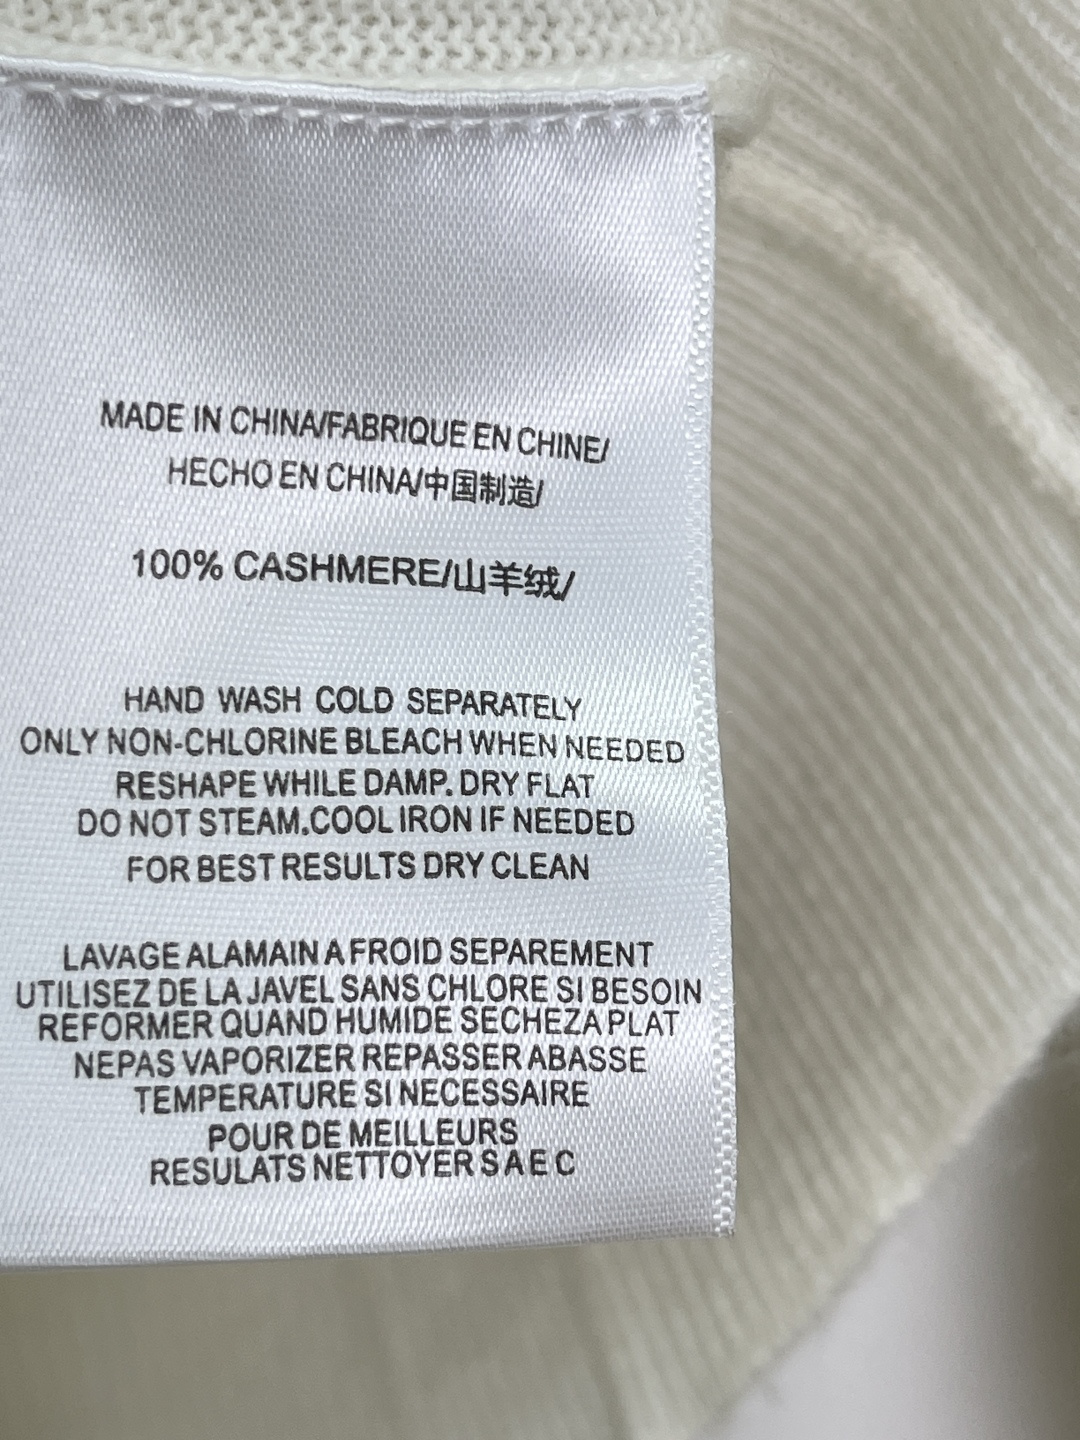 MADE IN CHINA/FABRIQUE EN CHINE/
HECHO EN CHINA/中国制造/
100% CASHMERE/山羊绒/
HAND WASH COLD SEPARATELY
ONLY NON-CHLORINE BLEACH WHEN NEEDED
RESHAPE WHILE DAMP. DRY FLAT
DO NOT STEAM.COOL IRON IF NEEDED
FOR BEST RESULTS DRY CLEAN
LAVAGE ALAMAIN A FROID SEPAREMENT
UTILISEZ DE LA JAVEL SANS CHLORE SI BESOIN
REFORMER QUAND HUMIDE SECHEZ A PLAT
NEPAS VAPORIZER REPASSER ABASSE
TEMPERATURE SI NECESSAIRE
POUR DE MEILLEURS
RESULATS NETTOYER S A E C